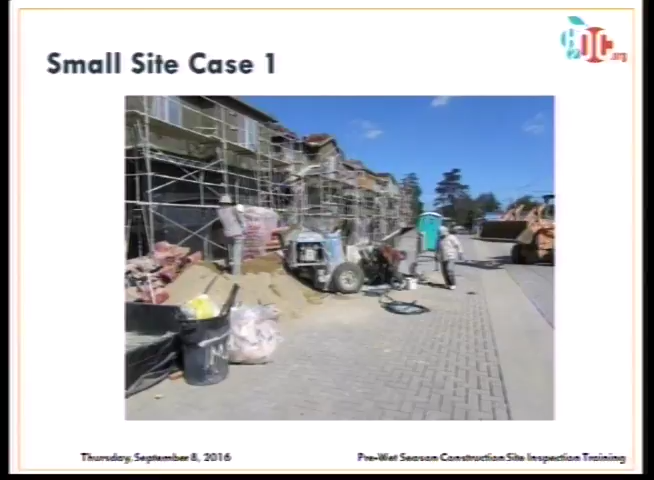 Small Site Case 1
Thursday, September 8, 2016
Pre-Wet Season Construction Site Inspection Training